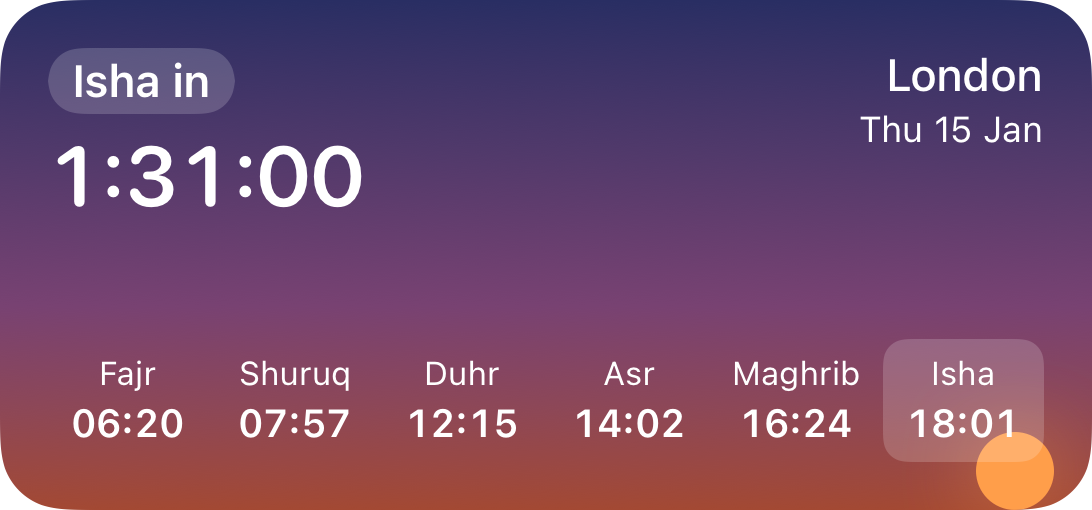 Isha in
1:31:00
London
Thu 15 Jan
Fajr Shuruq Duhr Asr Maghrib Isha
06:20 07:57 12:15 14:02 16:24 18:01